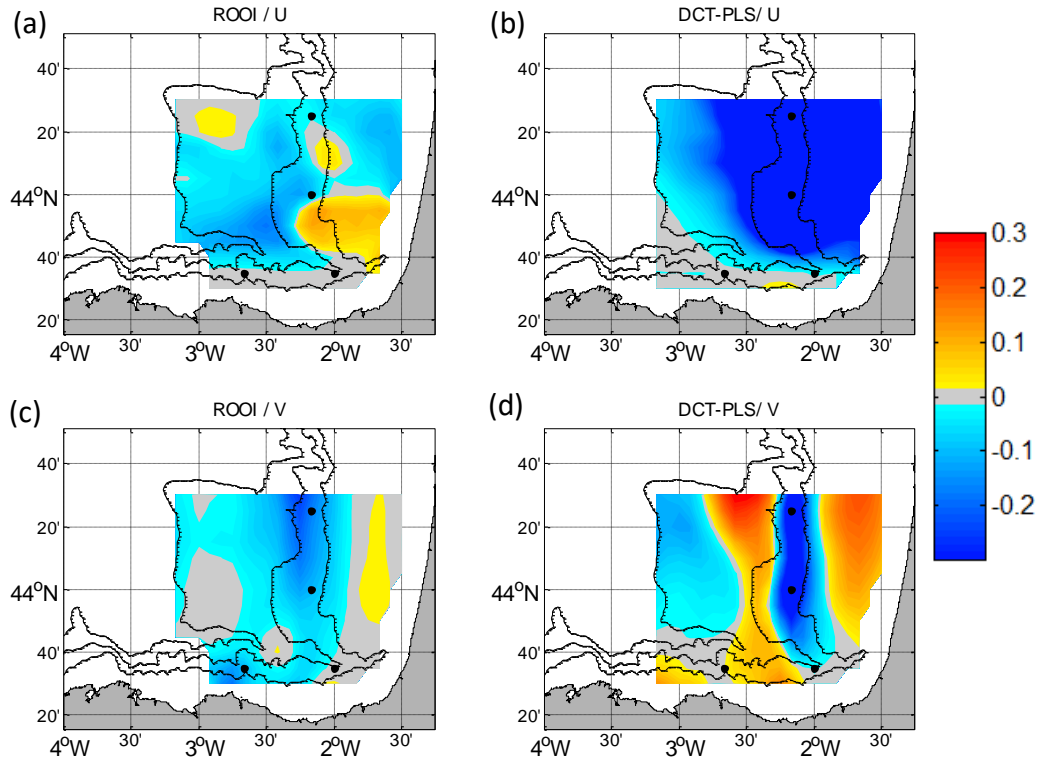 (a) ROOI / U
40'
20'
44°N
40'
20'
4°W 30' 3°W 30' 2°W 30'
(b) DCT-PLS/ U
40'
20'
44°N
40'
20'
4°W 30' 3°W 30' 2°W 30'
(c) ROOI / V
40'
20'
44°N
40'
20'
4°W 30' 3°W 30' 2°W 30'
(d) DCT-PLS/ V
40'
20'
44°N
40'
20'
4°W 30' 3°W 30' 2°W 30'
0.3
0.2
0.1
0
-0.1
-0.2